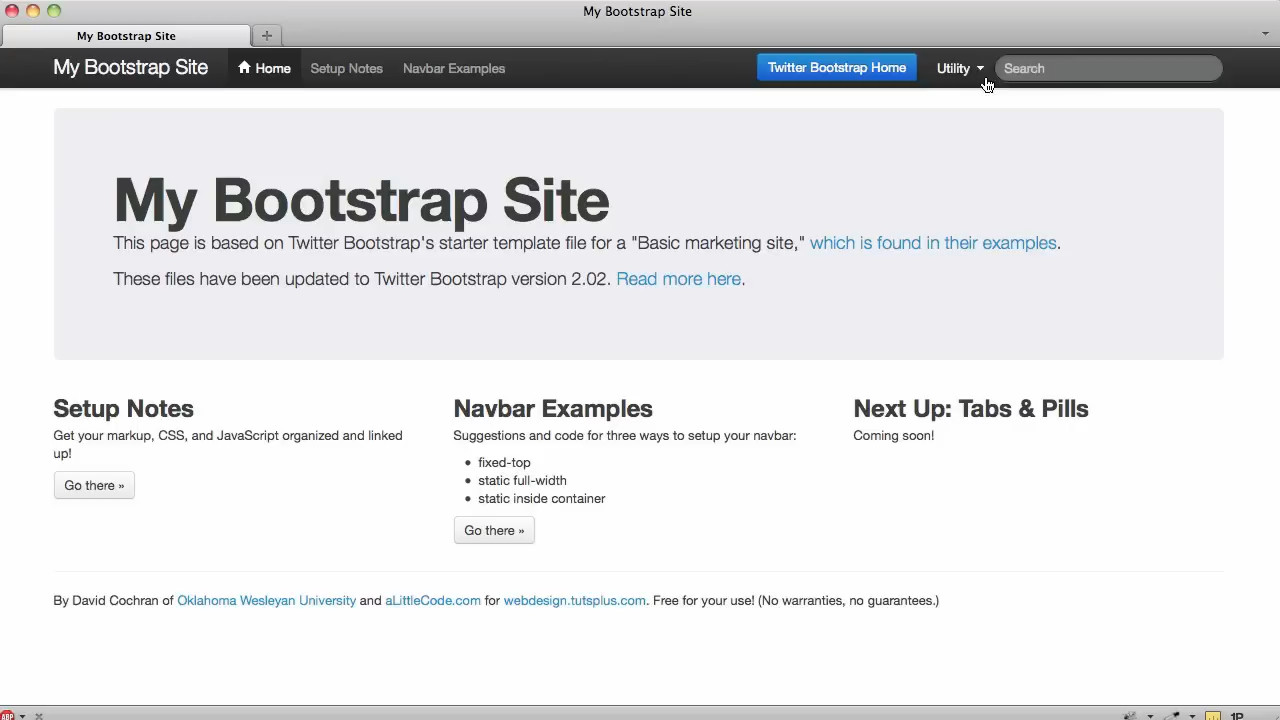 My Bootstrap Site
My Bootstrap Site
My Bootstrap Site Home Setup Notes Navbar Examples Twitter Bootstrap Home Utility Search
My Bootstrap Site
This page is based on Twitter Bootstrap's starter template file for a "Basic marketing site," which is found in their examples.
These files have been updated to Twitter Bootstrap version 2.02. Read more here.
Setup Notes
Get your markup, CSS, and JavaScript organized and linked
up!
Go there »
Navbar Examples
Suggestions and code for three ways to setup your navbar:
• fixed-top
• static full-width
• static inside container
Go there »
Next Up: Tabs & Pills
Coming soon!
By David Cochran of Oklahoma Wesleyan University and aLittleCode.com for webdesign.tutsplus.com. Free for your use! (No warranties, no guarantees.)
ABP
1P